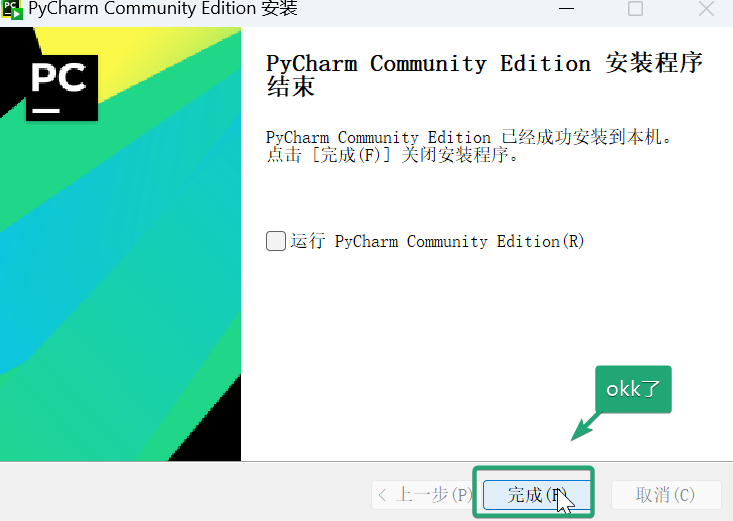 PC
PyCharm Community Edition 安装
PC
PyCharm Community Edition 安装程序
结束
PyCharm Community Edition 已经成功安装到本机。
点击 [完成(F)] 关闭安装程序。
运行 PyCharm Community Edition(R)
okk了
< 上一步(P)
完成(F)
取消(C)